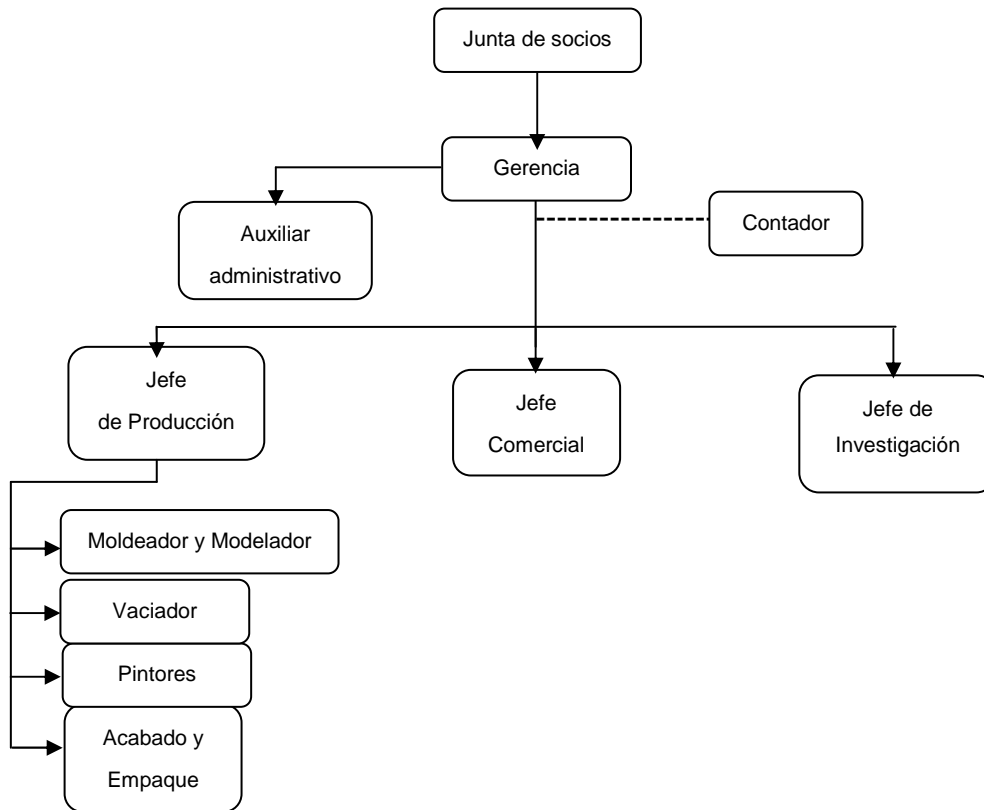 Junta de socios
Gerencia
Auxiliar
administrativo
Contador
Jefe
de Producción
Jefe
Comercial
Jefe de
Investigación
Moldeador y Modelador
Vaciador
Pintores
Acabado y
Empaque